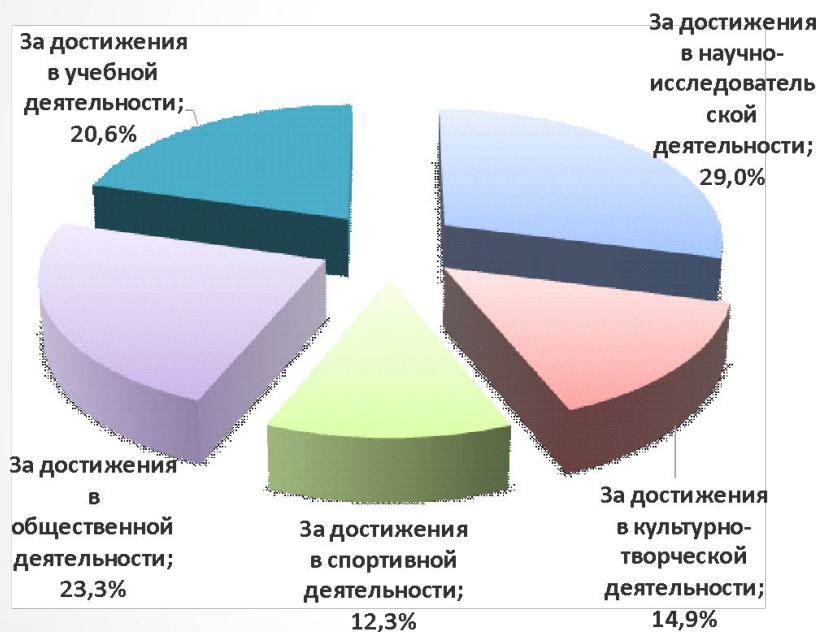 За достижения
в учебной
деятельности;
20,6%
За достижения
в научно-
исследователь
ской
деятельности;
29,0%
За достижения
в
общественной
деятельности;
23,3%
За достижения
в спортивной
деятельности;
12,3%
За достижения
в культурно-
творческой
деятельности;
14,9%